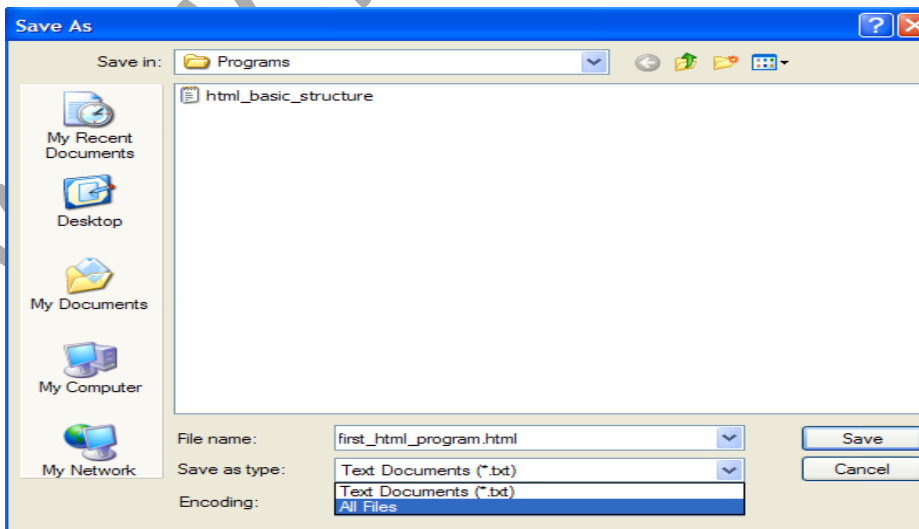 Save As
Save in: Programs
html_basic_structure
My Recent
Documents
Desktop
My Documents
My Computer
My Network
File name: first_html_program.html Save
Save as type: Text Documents (*.txt) Cancel
Text Documents (*.txt)
Encoding: All Files